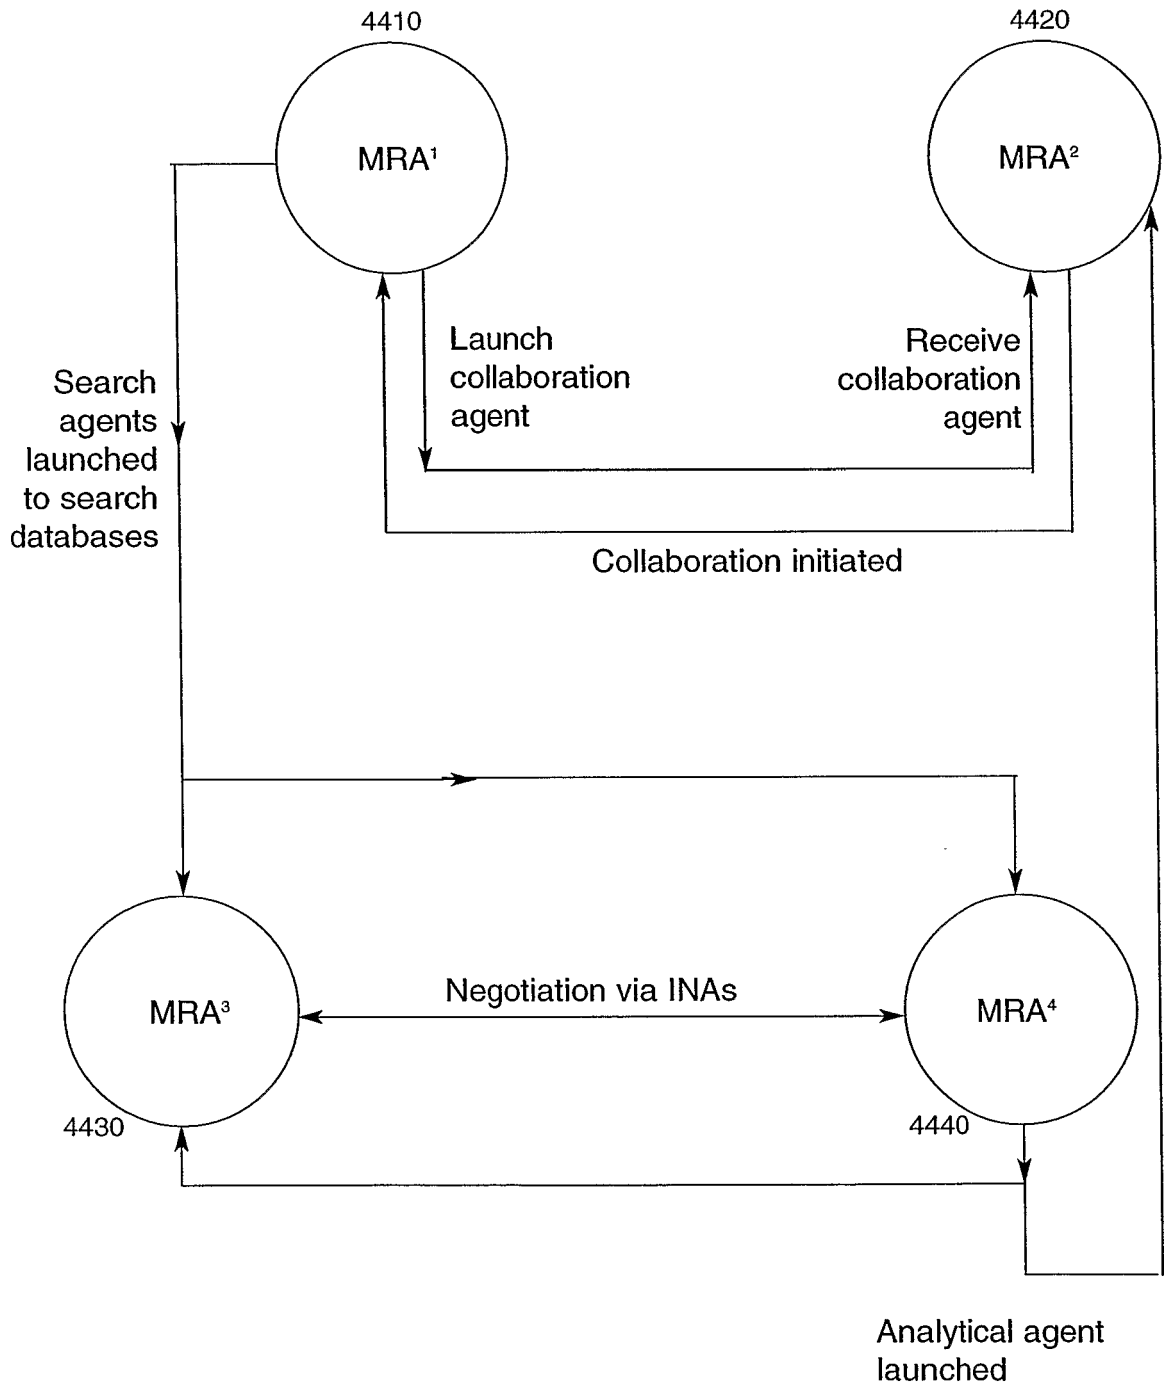 4410
4420
MRA¹
MRA²
Launch
collaboration
agent
Receive
collaboration
agent
Search
agents
launched
to search
databases
Collaboration initiated
Negotiation via INAs
MRA³
MRA⁴
4430
4440
Analytical agent
launched